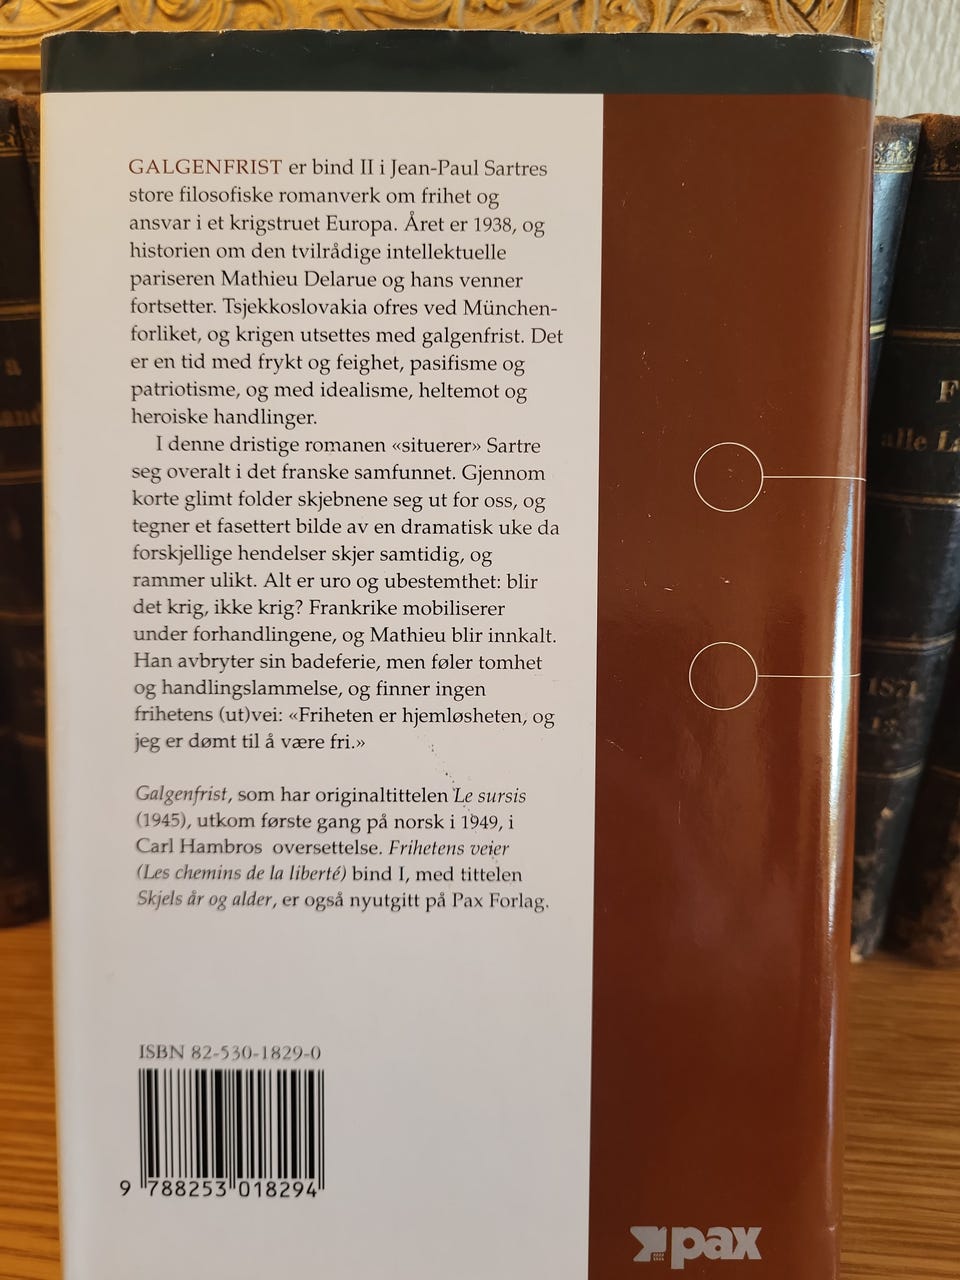 GALGENFRIST er bind II i Jean-Paul Sartres
store filosofiske romanverk om frihet og
ansvar i et krigstruet Europa. Året er 1938, og
historien om den tvilrådige intellektuelle
pariseren Mathieu Delarue og hans venner
fortsetter. Tsjekkoslovakia ofres ved München-
forliket, og krigen utsettes med galgenfrist. Det
er en tid med frykt og feighet, pasifisme og
patriotisme, og med idealisme, heltemot og
heroiske handlinger.
I denne dristige romanen «situerer» Sartre
seg overalt i det franske samfunnet. Gjennom
korte glimt folder skjebnene seg ut for oss, og
tegner et fasettert bilde av en dramatisk uke da
forskjellige hendelser skjer samtidig, og
rammer ulikt. Alt er uro og ubestemthet: blir
det krig, ikke krig? Frankrike mobiliserer
under forhandlingene, og Mathieu blir innkalt.
Han avbryter sin badeferie, men føler tomhet
og handlingslammelse, og finner ingen
frihetens (ut)vei: «Friheten er hjemløsheten, og
jeg er dømt til å være fri.»
Galgenfrist, som har originaltittelen Le sursis
(1945), utkom første gang på norsk i 1949, i
Carl Hambros oversettelse. Frihetens veier
(Les chemins de la liberté) bind I, med tittelen
Skjels år og alder, er også nyutgitt på Pax Forlag.
ISBN 82-530-1829-0
9 788253 018294
pax
alle
1871